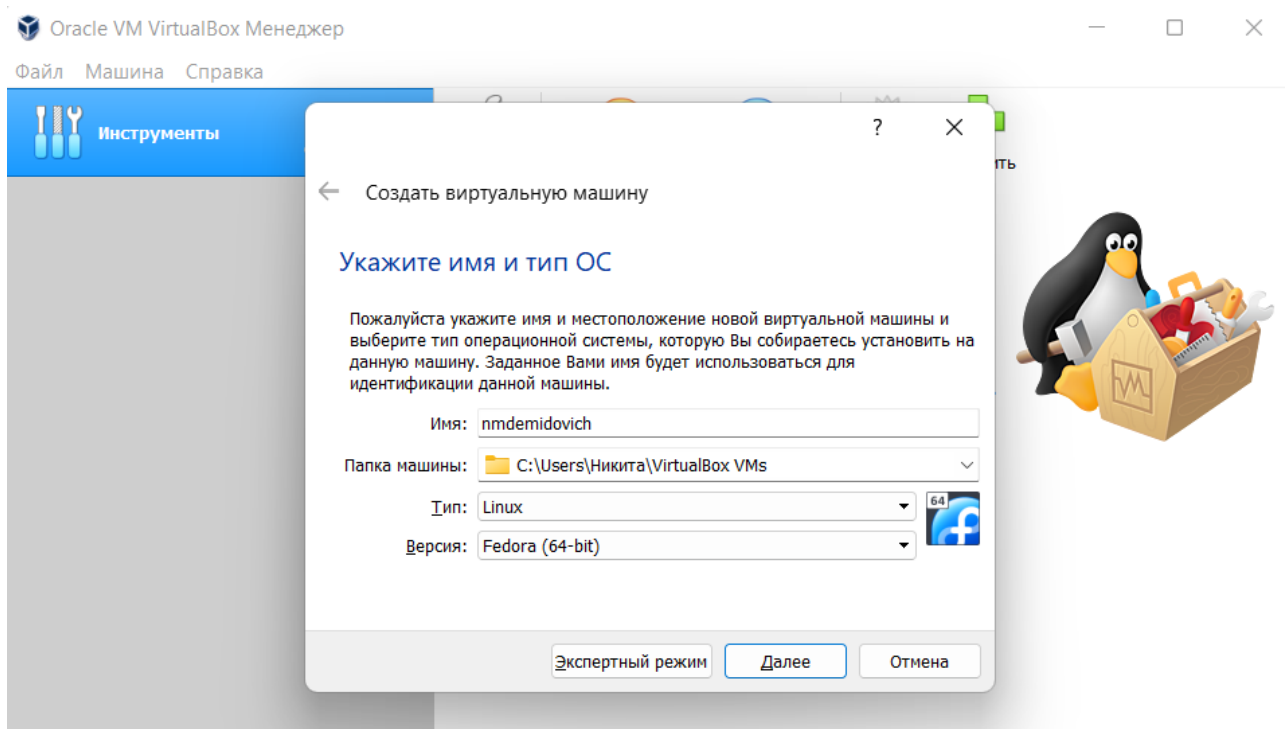 Oracle VM VirtualBox Менеджер
Файл Машина Справка
Инструменты
?
ить
Создать виртуальную машину
Укажите имя и тип ОС
Пожалуйста укажите имя и местоположение новой виртуальной машины и
выберите тип операционной системы, которую Вы собираетесь установить на
данную машину. Заданное Вами имя будет использоваться для
идентификации данной машины.
Имя: nmdemidovich
Папка машины: C:\Users\Никита\VirtualBox VMs
Тип: Linux
64
Версия: Fedora (64-bit)
Экспертный режим Далее Отмена